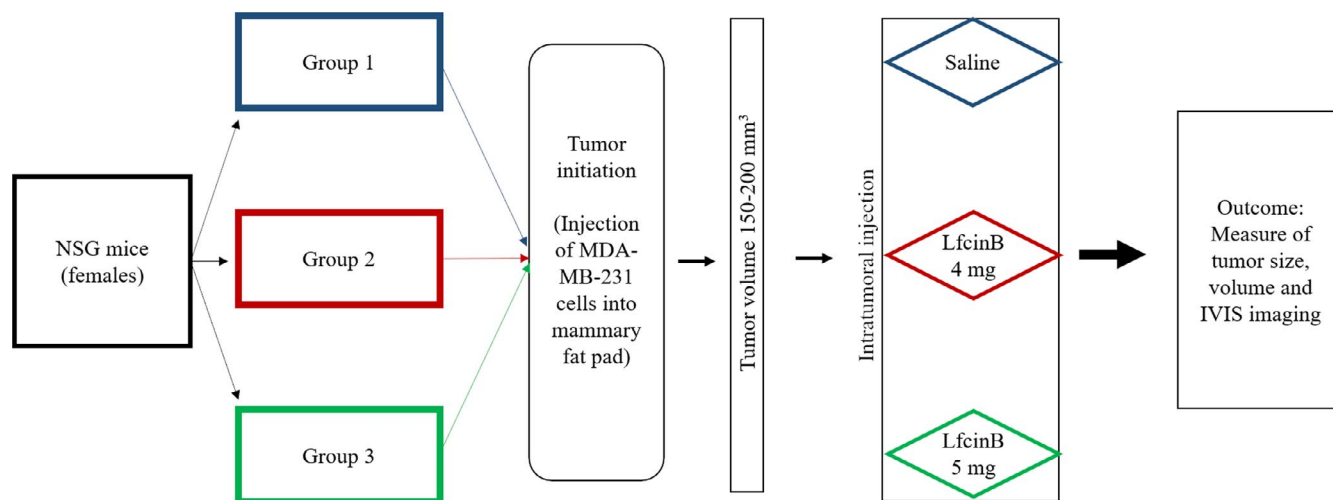 NSG mice
(females)
Group 1
Group 2
Group 3
Tumor
initiation
(Injection
of MDA-
MB-231
cells into
mammary
fat pad)
Tumor volume 150-200 mm³
Intratumoral injection
Saline
LfcinB
4 mg
LfcinB
5 mg
Outcome:
Measure of
tumor size,
volume and
IVIS imaging